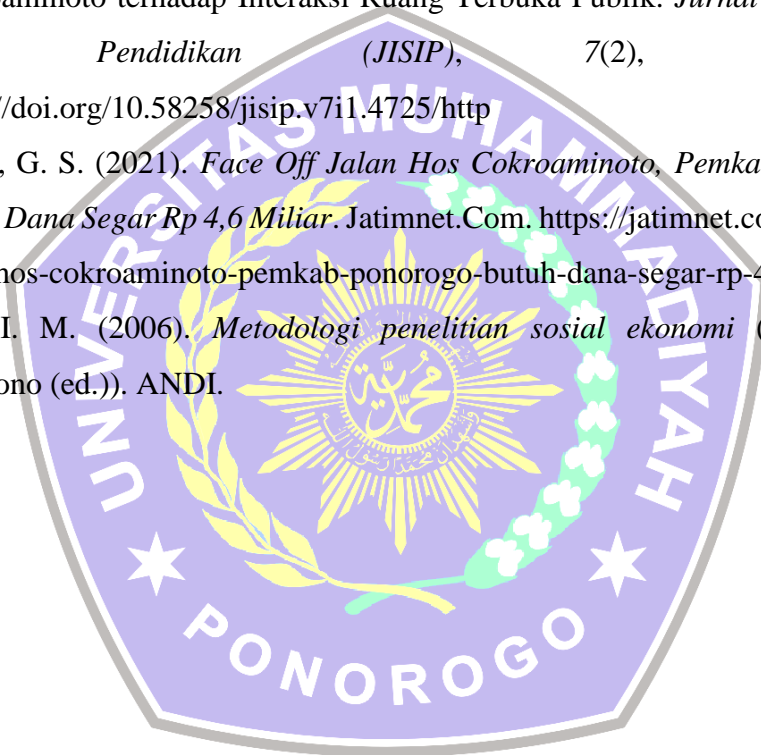 terhadap Interaksi Ruang Terbuka Publik. Jurnal
Pendidikan (JISIP), 7(2),
//doi.org/10.58258/jisip.v7i1.4725/http
, G. S. (2021). Face Off Jalan Hos Cokroaminoto, Pemka
Dana Segar Rp 4,6 Miliar. Jatimnet.Com. https://jatimnet.co
hos-cokroaminoto-pemkab-ponorogo-butuh-dana-segar-rp-4
I. M. (2006). Metodologi penelitian sosial ekonomi (
ono (ed.)). ANDI.
UNIVERSITAS MUHAMMADIYAH
محمدية
PONOROGO